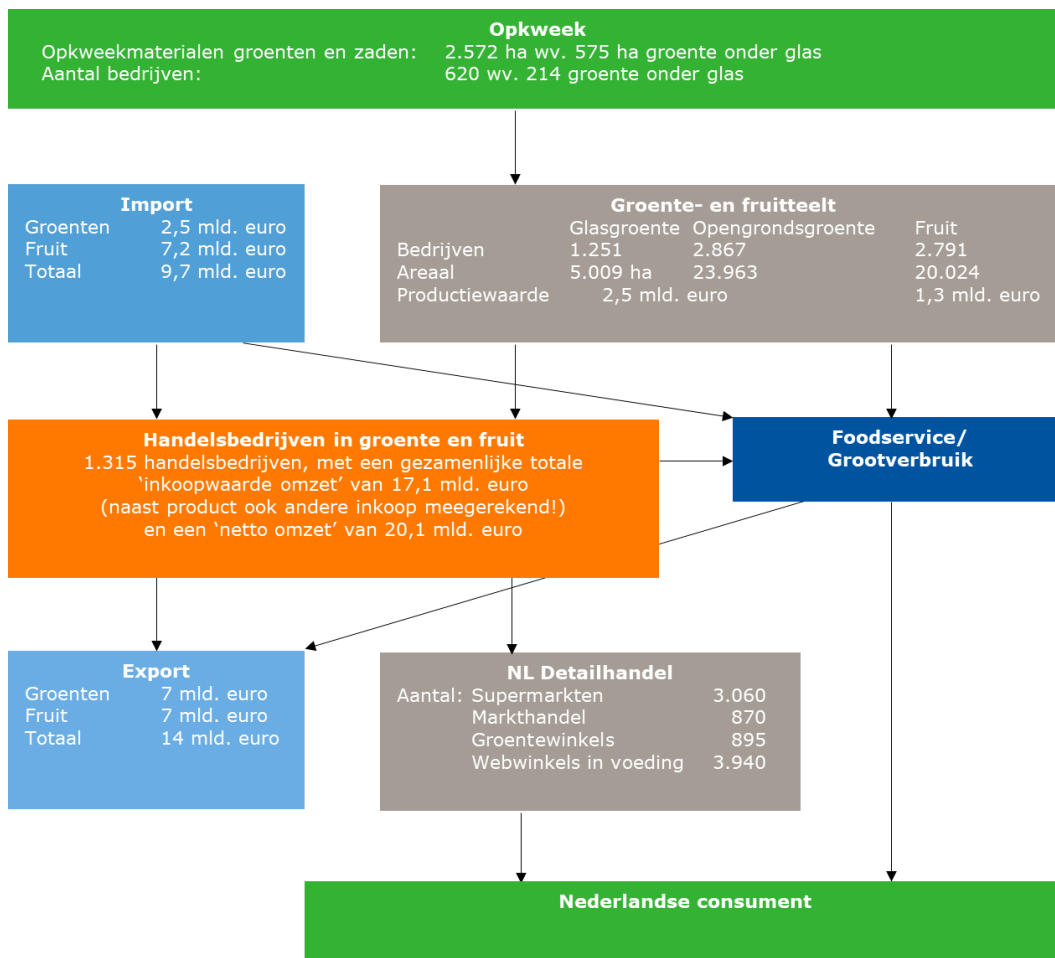 Opkweek
Opkweekmaterialen groenten en zaden: 2.572 ha wv. 575 ha groente onder glas
Aantal bedrijven: 620 wv. 214 groente onder glas
Import
Groenten 2,5 mld. euro
Fruit 7,2 mld. euro
Totaal 9,7 mld. euro
Groente- en fruitteelt
Glasgroente Opengrondsgroente Fruit
Bedrijven 1.251 2.867 2.791
Areaal 5.009 ha 23.963 20.024
Productiewaarde 2,5 mld. euro 1,3 mld. euro
Handelsbedrijven in groente en fruit
1.315 handelsbedrijven, met een gezamenlijke totale
‘inkoopwaarde omzet’ van 17,1 mld. euro
(naast product ook andere inkoop meegerekend!)
en een ‘netto omzet’ van 20,1 mld. euro
Foodservice/
Grootverbruik
Export
Groenten 7 mld. euro
Fruit 7 mld. euro
Totaal 14 mld. euro
NL Detailhandel
Aantal: Supermarkten 3.060
Markthandel 870
Groentewinkels 895
Webwinkels in voeding 3.940
Nederlandse consument